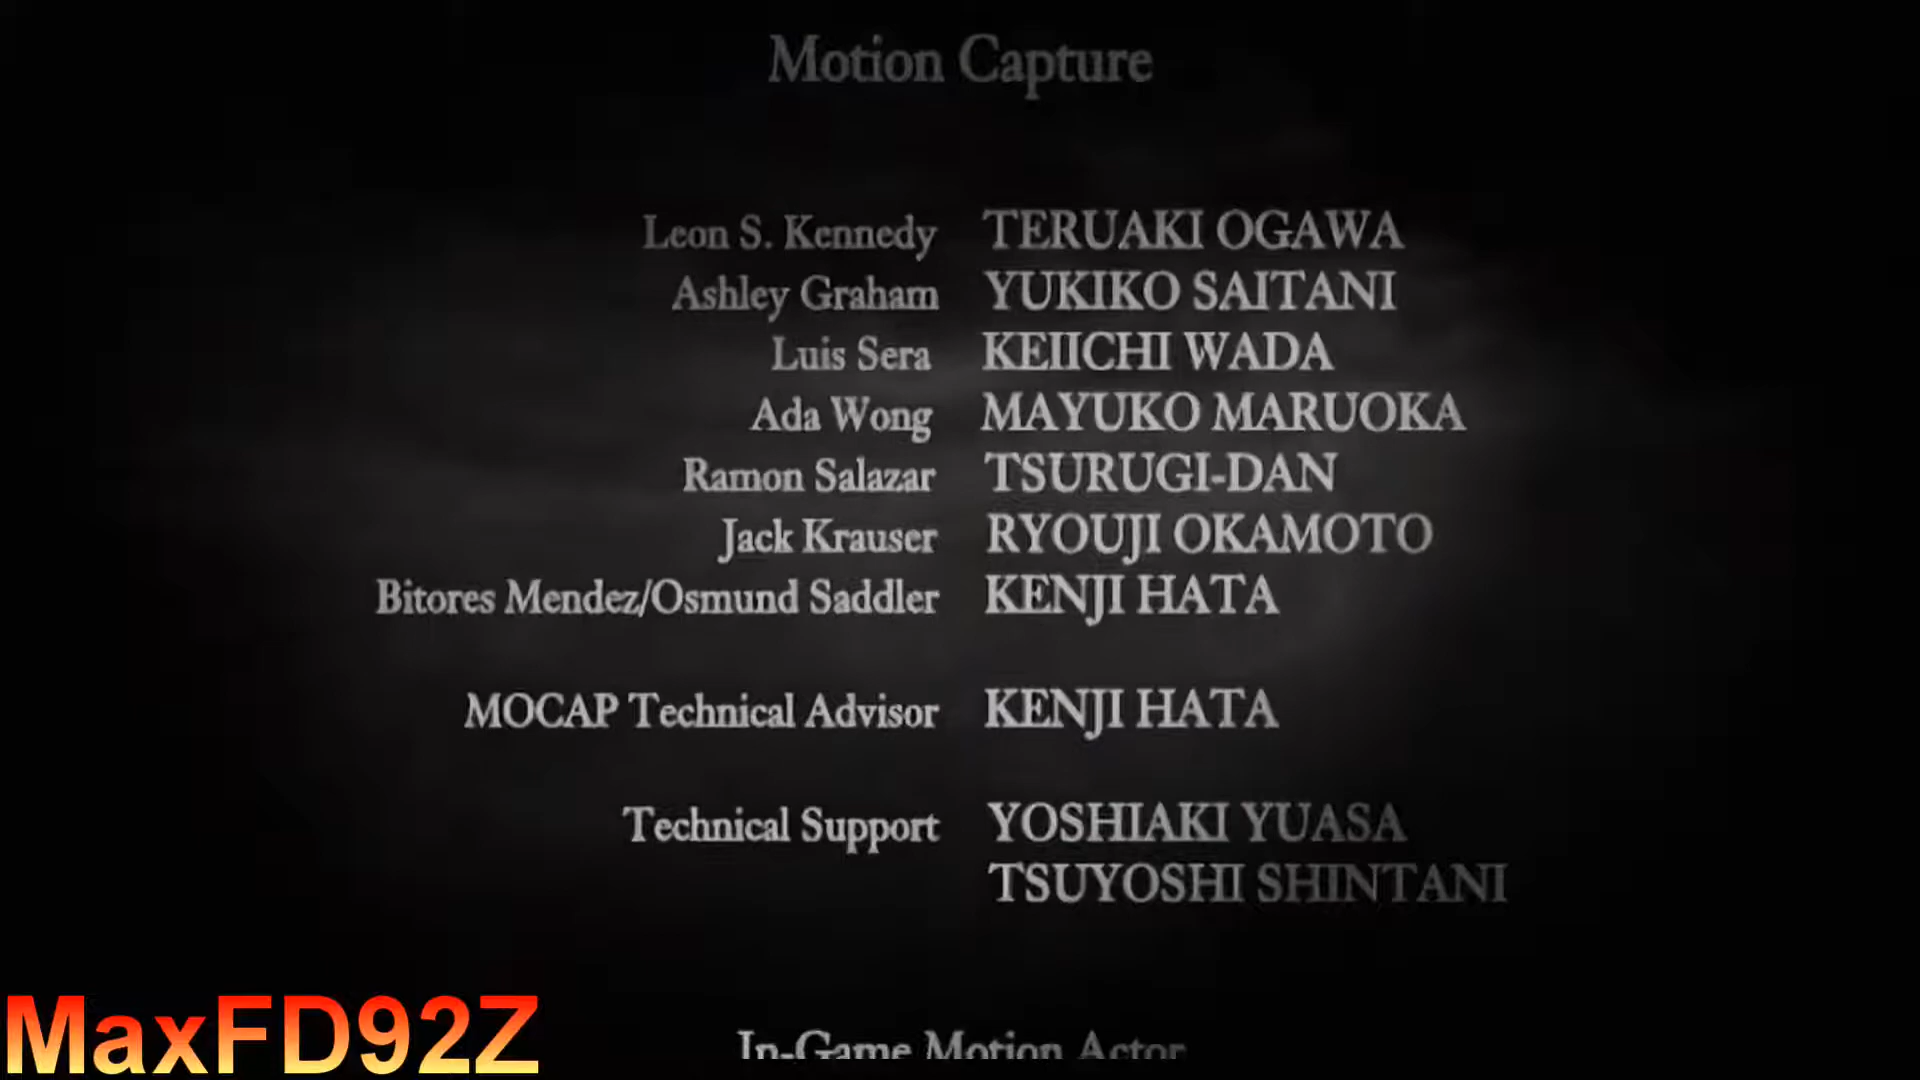 Motion Capture
Leon S. Kennedy TERUAKI OGAWA
Ashley Graham YUKIKO SAITANI
Luis Sera KEIICHI WADA
Ada Wong MAYUKO MARUOKA
Ramon Salazar TSURUGI-DAN
Jack Krauser RYOUJI OKAMOTO
Bitores Mendez/Osmund Saddler KENJI HATA
MOCAP Technical Advisor KENJI HATA
Technical Support YOSHIAKI YUASA
TSUYOSHI SHINTANI
In-Game Motion Actor
MaxFD92Z